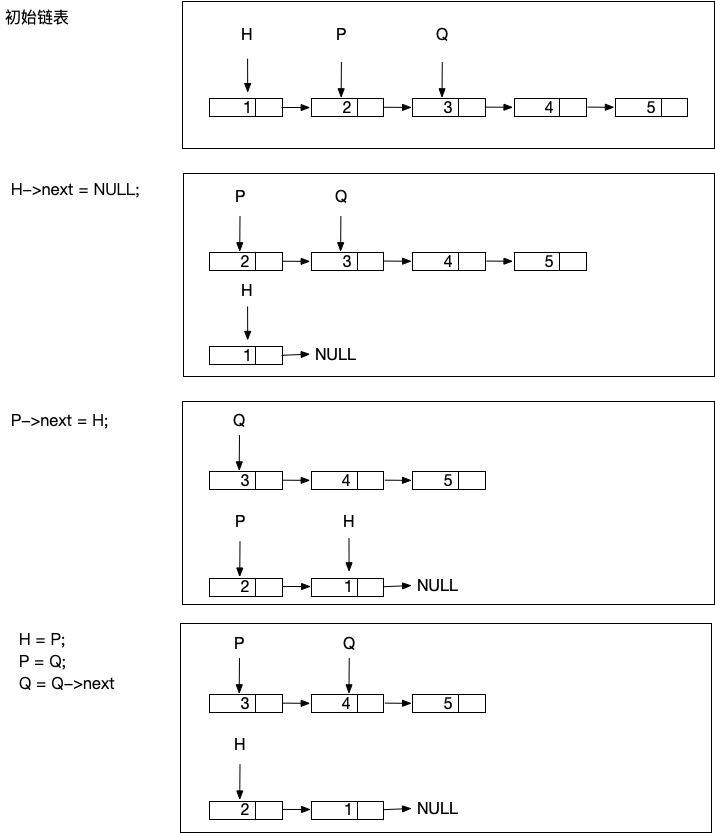 初始链表
H P Q
1 2 3 4 5
H->next = NULL;
P Q
2 3 4 5
H
1 NULL
P->next = H;
Q
3 4 5
P H
2 1 NULL
H = P;
P = Q;
Q = Q->next
P Q
3 4 5
H
2 1 NULL